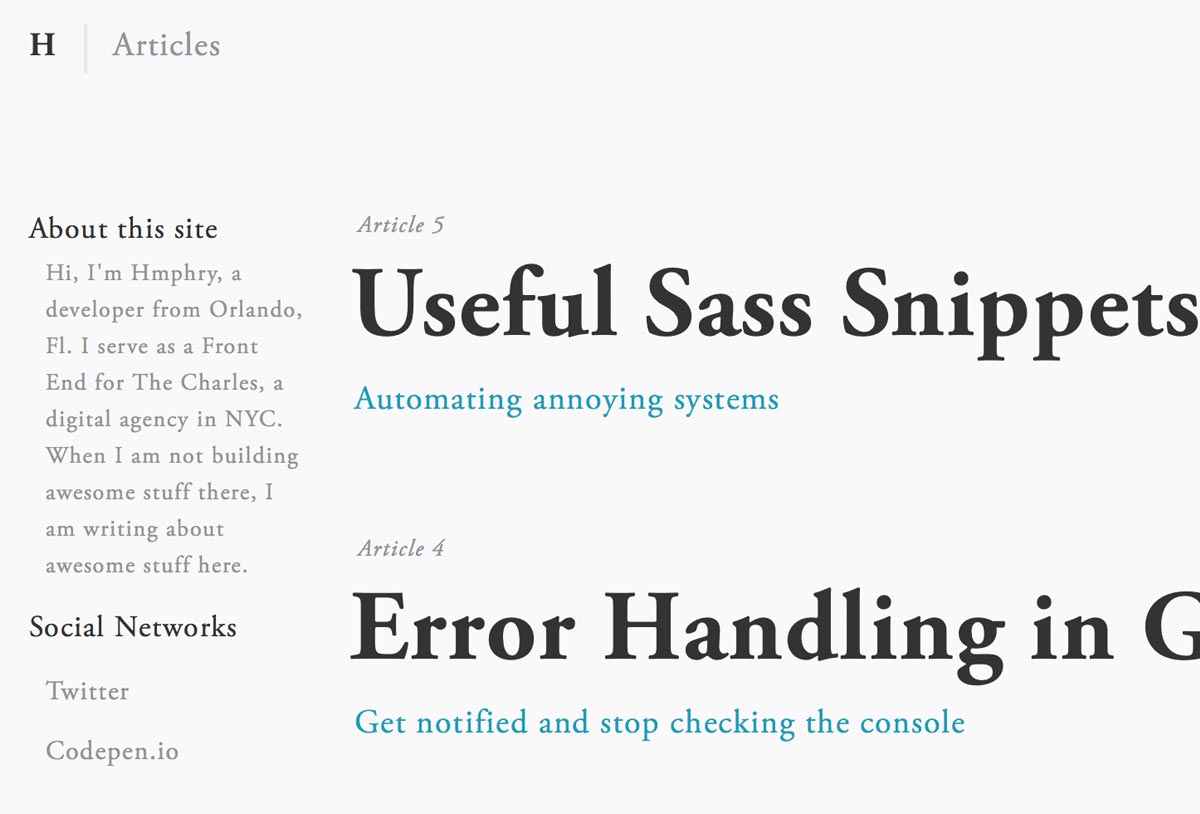 H
Articles
About this site
Hi, I'm Hmphry, a
developer from Orlando,
Fl. I serve as a Front
End for The Charles, a
digital agency in NYC.
When I am not building
awesome stuff there, I
am writing about
awesome stuff here.
Social Networks
Twitter
Codepen.io
Article 5
Useful Sass Snippets
Automating annoying systems
Article 4
Error Handling in G
Get notified and stop checking the console